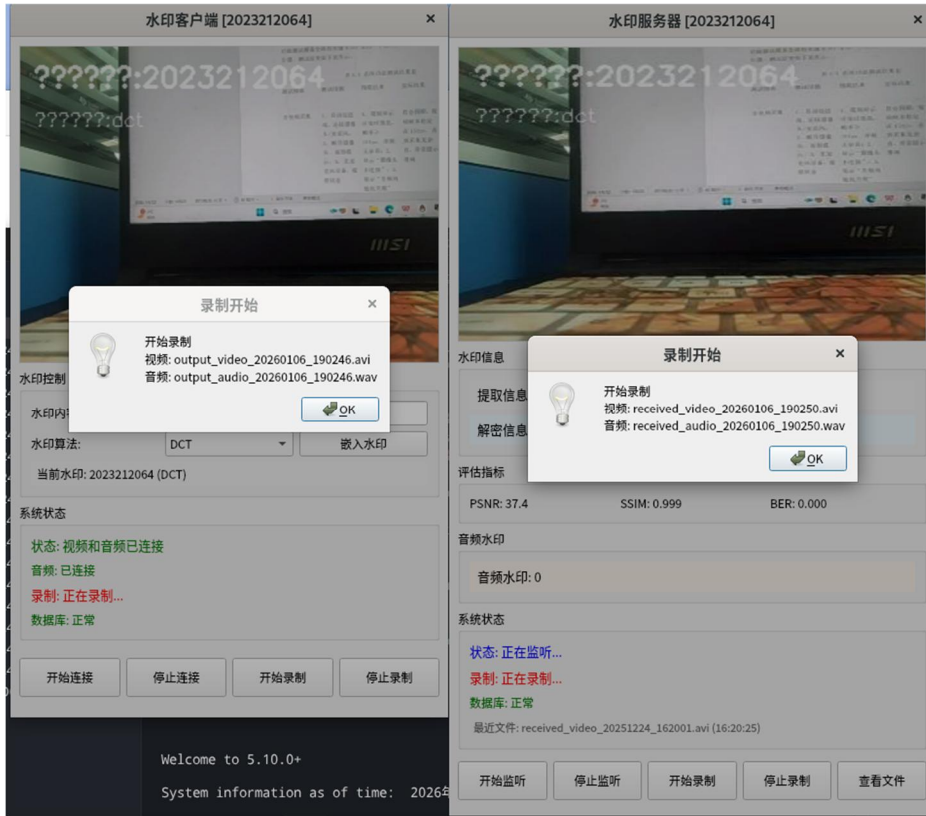 水印客户端 [2023212064]
×
??????:2023212064
??????:dct
msi
录制开始
×
开始录制
视频: output_video_20260106_190246.avi
音频: output_audio_20260106_190246.wav
OK
水印控制
水印内
水印算法:
DCT
嵌入水印
当前水印: 2023212064 (DCT)
系统状态
状态: 视频和音频已连接
音频: 已连接
录制: 正在录制...
数据库: 正常
开始连接
停止连接
开始录制
停止录制
Welcome to 5.10.0+
System information as of time: 2026
水印服务器 [2023212064]
×
??????:2023212064
??????:dct
msi
水印信息
提取信息
解密信息
录制开始
×
开始录制
视频: received_video_20260106_190250.avi
音频: received_audio_20260106_190250.wav
OK
评估指标
PSNR: 37.4
SSIM: 0.999
BER: 0.000
音频水印
音频水印: 0
系统状态
状态: 正在监听...
录制: 正在录制...
数据库: 正常
最近文件: received_video_20251224_162001.avi (16:20:25)
开始监听
停止监听
开始录制
停止录制
查看文件